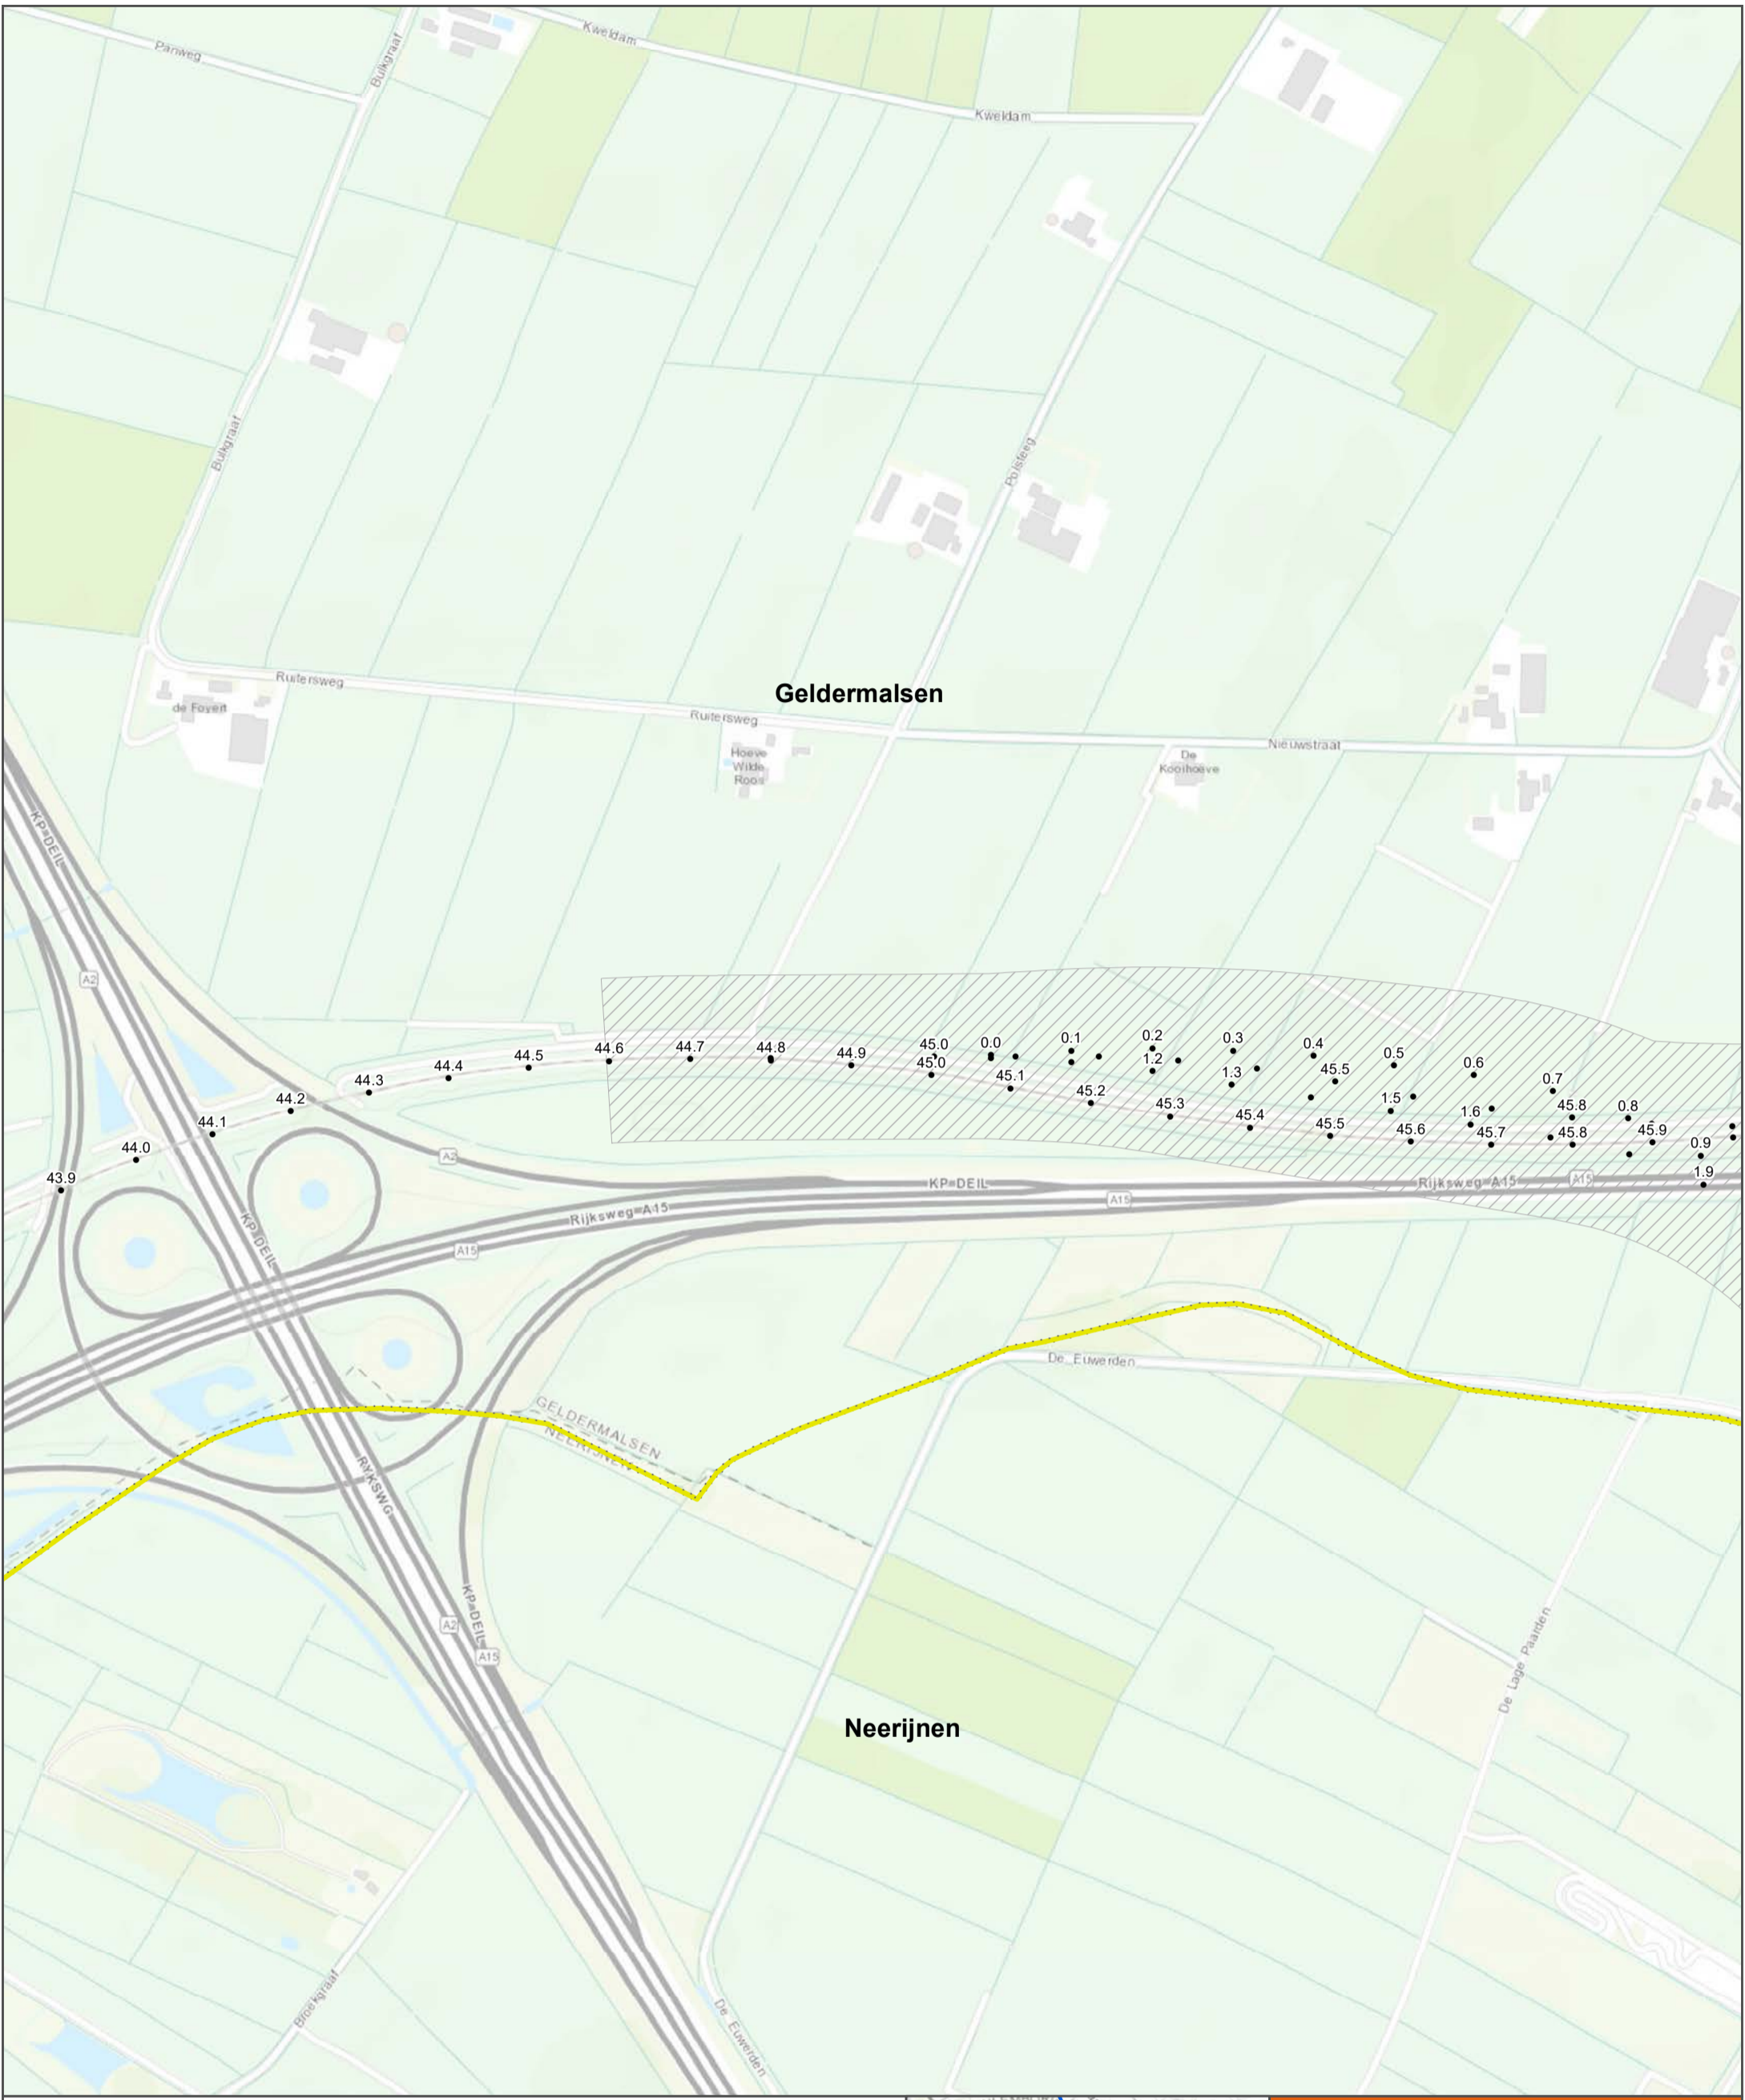 Panweg
Bulkgraaf
Kweldam
Kweldam
Bulkgraaf
Polsteeg
Ruitersweg
Geldermalsen
de Foyert
Ruitersweg
Nieuwstraat
Hoeve
Wilde
Roos
De
Kooihoeve
KP-DEIL
A2
44.6
44.7
44.8
44.9
45.0
0.0
0.1
0.2
0.3
0.4
0.5
0.6
0.7
0.8
0.9
44.5
44.4
44.3
44.2
44.1
44.0
43.9
45.0
1.2
1.3
45.5
1.5
1.6
45.8
45.9
45.1
45.2
45.3
45.4
45.5
45.6
45.7
45.8
1.9
A2
KP-DEIL
A15
Rijksweg A15
A15
KP-DEIL
Rijksweg A15
A15
De Euwerden
GELDERMALSEN
NEERIJNEN
RYKSWG
KP-DEIL
A2
A15
De Lage Paarden
Neerijnen
Broekgraaf
De Euwerden